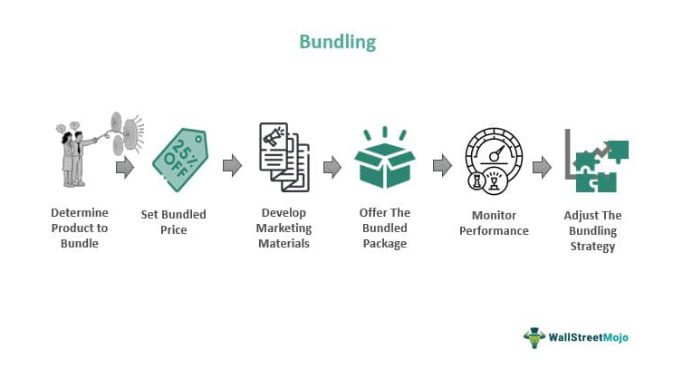 Bundling
25%
OFF
Determine
Product to
Bundle
Set Bundled
Price
Develop
Marketing
Materials
Offer The
Bundled
Package
Monitor
Performance
Adjust The
Bundling
Strategy
WallStreetMojo